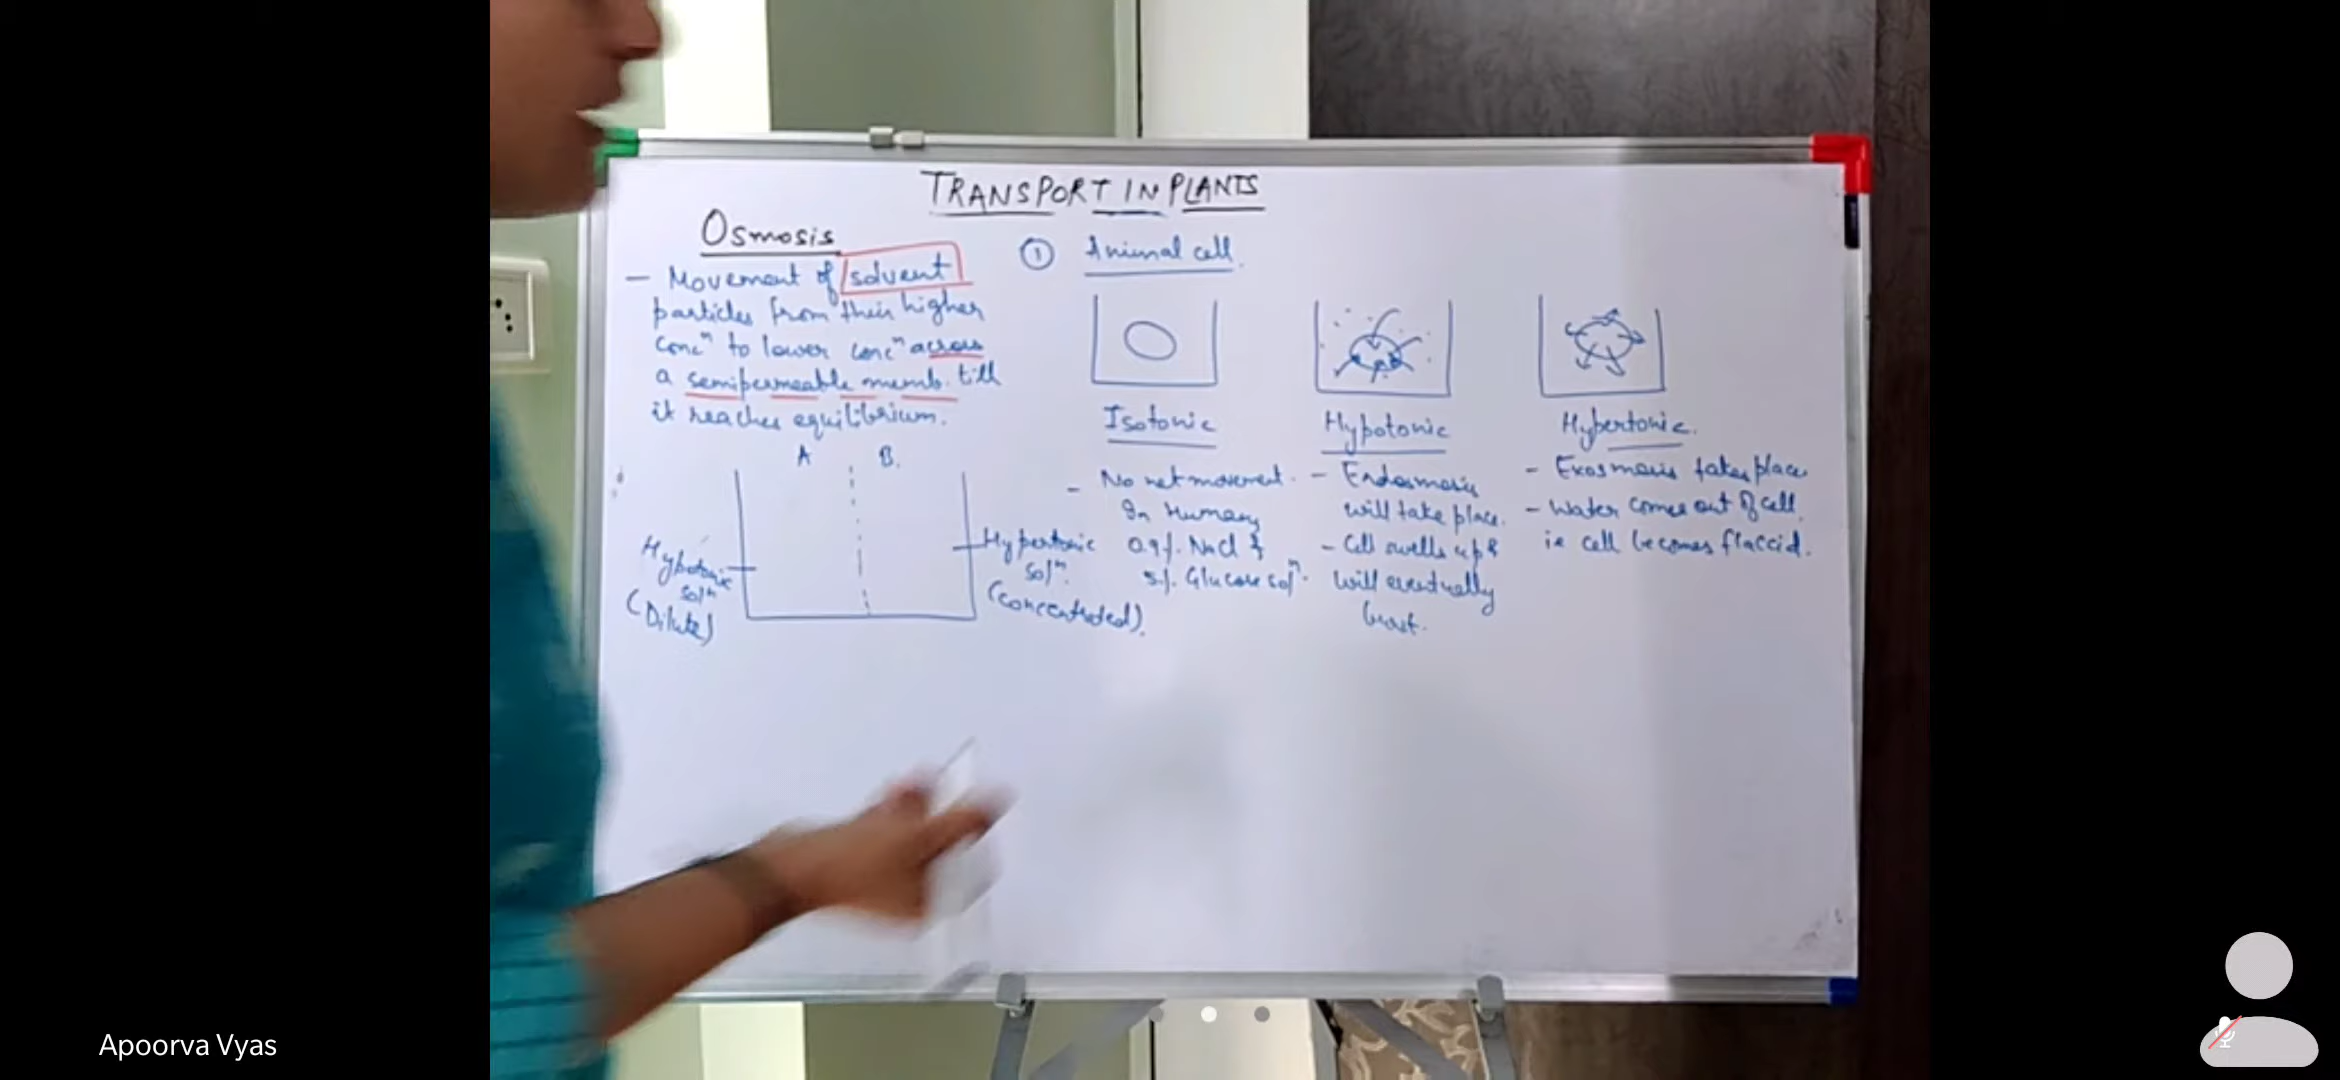 TRANSPORT IN PLANTS
Osmosis
— Movement of solvent
particles from their higher
concⁿ to lower concⁿ across
a semipermeable memb. till
it reaches equilibrium.
A B.
Hypotonic
solⁿ
(Dilute)
Hypertonic
solⁿ.
(concentrated).
① Animal cell.
Isotonic
- No net movement.
In Human
0.9%. NaCl &
5%. Glucose solⁿ.
Hypotonic
- Endosmosis
will take place.
- Cell swells up &
will eventually
burst.
Hypertonic.
- Exosmosis takes place
- Water comes out of cell.
ie cell becomes flaccid.
Apoorva Vyas